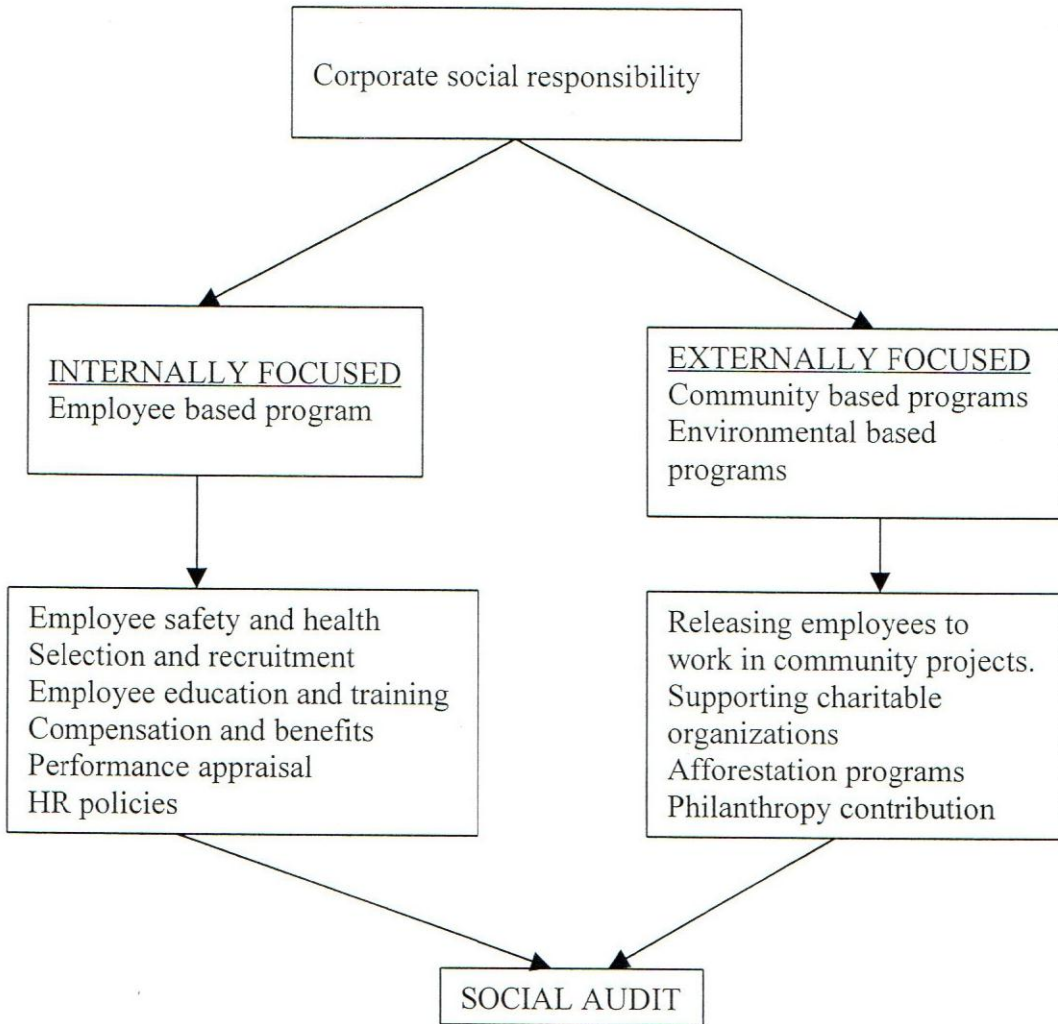 Corporate social responsibility
INTERNALLY FOCUSED
Employee based program
EXTERNALLY FOCUSED
Community based programs
Environmental based
programs
Employee safety and health
Selection and recruitment
Employee education and training
Compensation and benefits
Performance appraisal
HR policies
Releasing employees to
work in community projects.
Supporting charitable
organizations
Afforestation programs
Philanthropy contribution
SOCIAL AUDIT